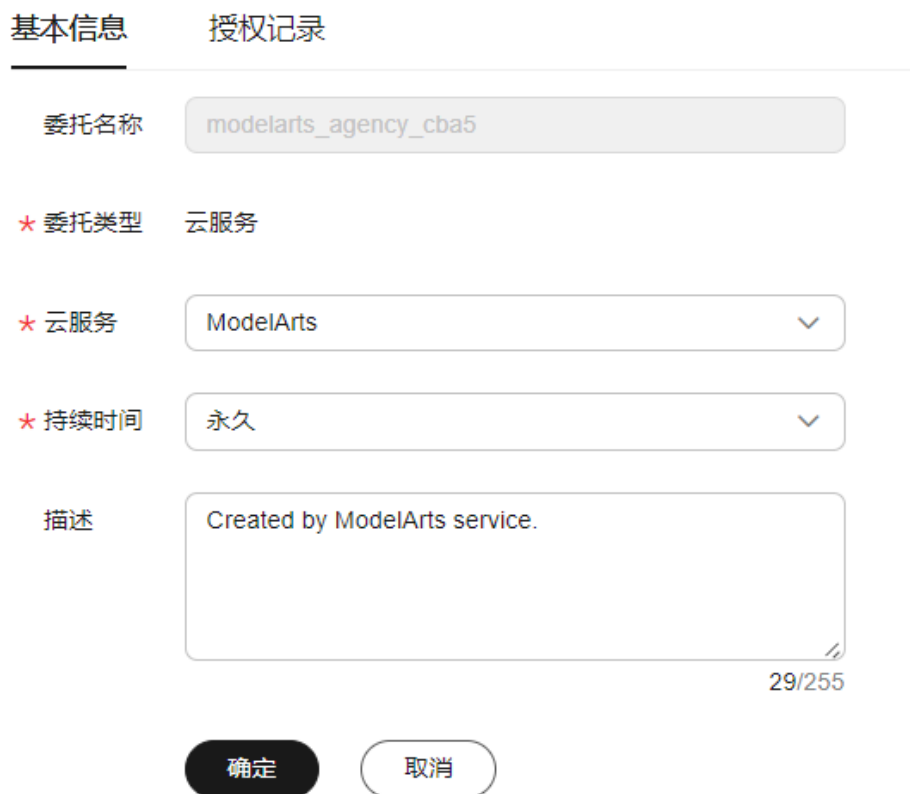 基本信息 授权记录
委托名称 modelarts_agency_cba5
* 委托类型 云服务
* 云服务 ModelArts
* 持续时间 永久
描述 Created by ModelArts service.
29/255
确定 取消